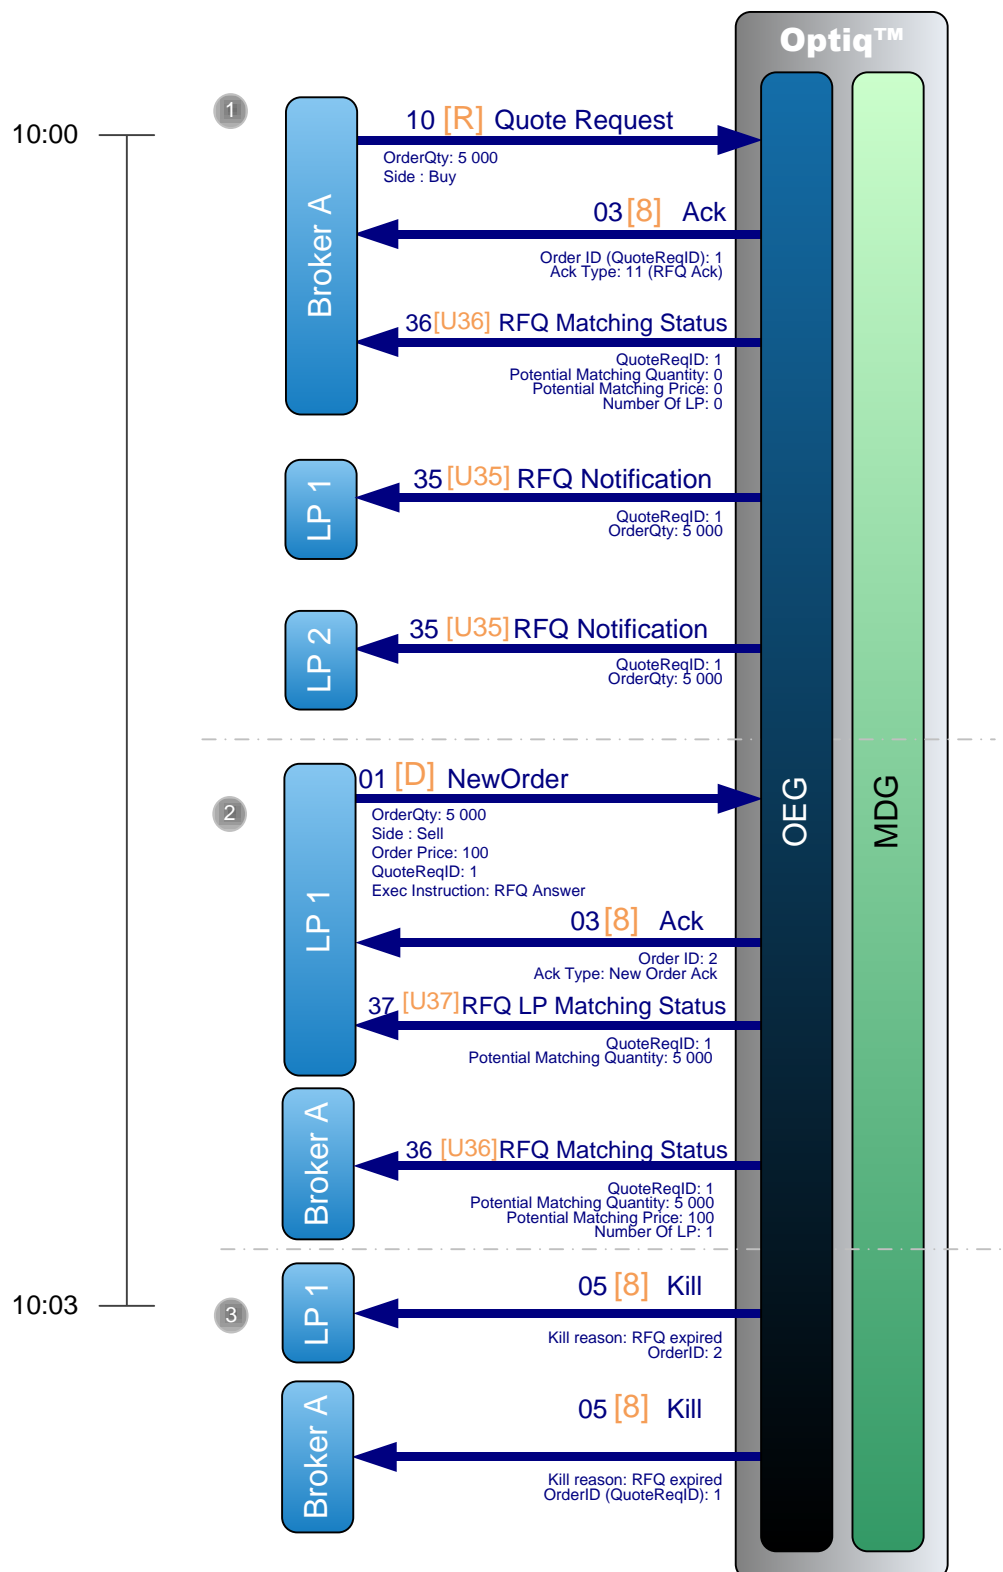 Optiq™
1
10:00
Broker A
10 [R] Quote Request
OrderQty: 5 000
Side : Buy
03 [8] Ack
Order ID (QuoteReqID): 1
Ack Type: 11 (RFQ Ack)
36 [U36] RFQ Matching Status
QuoteReqID: 1
Potential Matching Quantity: 0
Potential Matching Price: 0
Number Of LP: 0
LP 1
35 [U35] RFQ Notification
QuoteReqID: 1
OrderQty: 5 000
LP 2
35 [U35] RFQ Notification
QuoteReqID: 1
OrderQty: 5 000
OEG
MDG
2
LP 1
01 [D] NewOrder
OrderQty: 5 000
Side : Sell
Order Price: 100
QuoteReqID: 1
Exec Instruction: RFQ Answer
03 [8] Ack
Order ID: 2
Ack Type: New Order Ack
37 [U37] RFQ LP Matching Status
QuoteReqID: 1
Potential Matching Quantity: 5 000
Broker A
36 [U36] RFQ Matching Status
QuoteReqID: 1
Potential Matching Quantity: 5 000
Potential Matching Price: 100
Number Of LP: 1
10:03
3
LP 1
05 [8] Kill
Kill reason: RFQ expired
OrderID: 2
Broker A
05 [8] Kill
Kill reason: RFQ expired
OrderID (QuoteReqID): 1